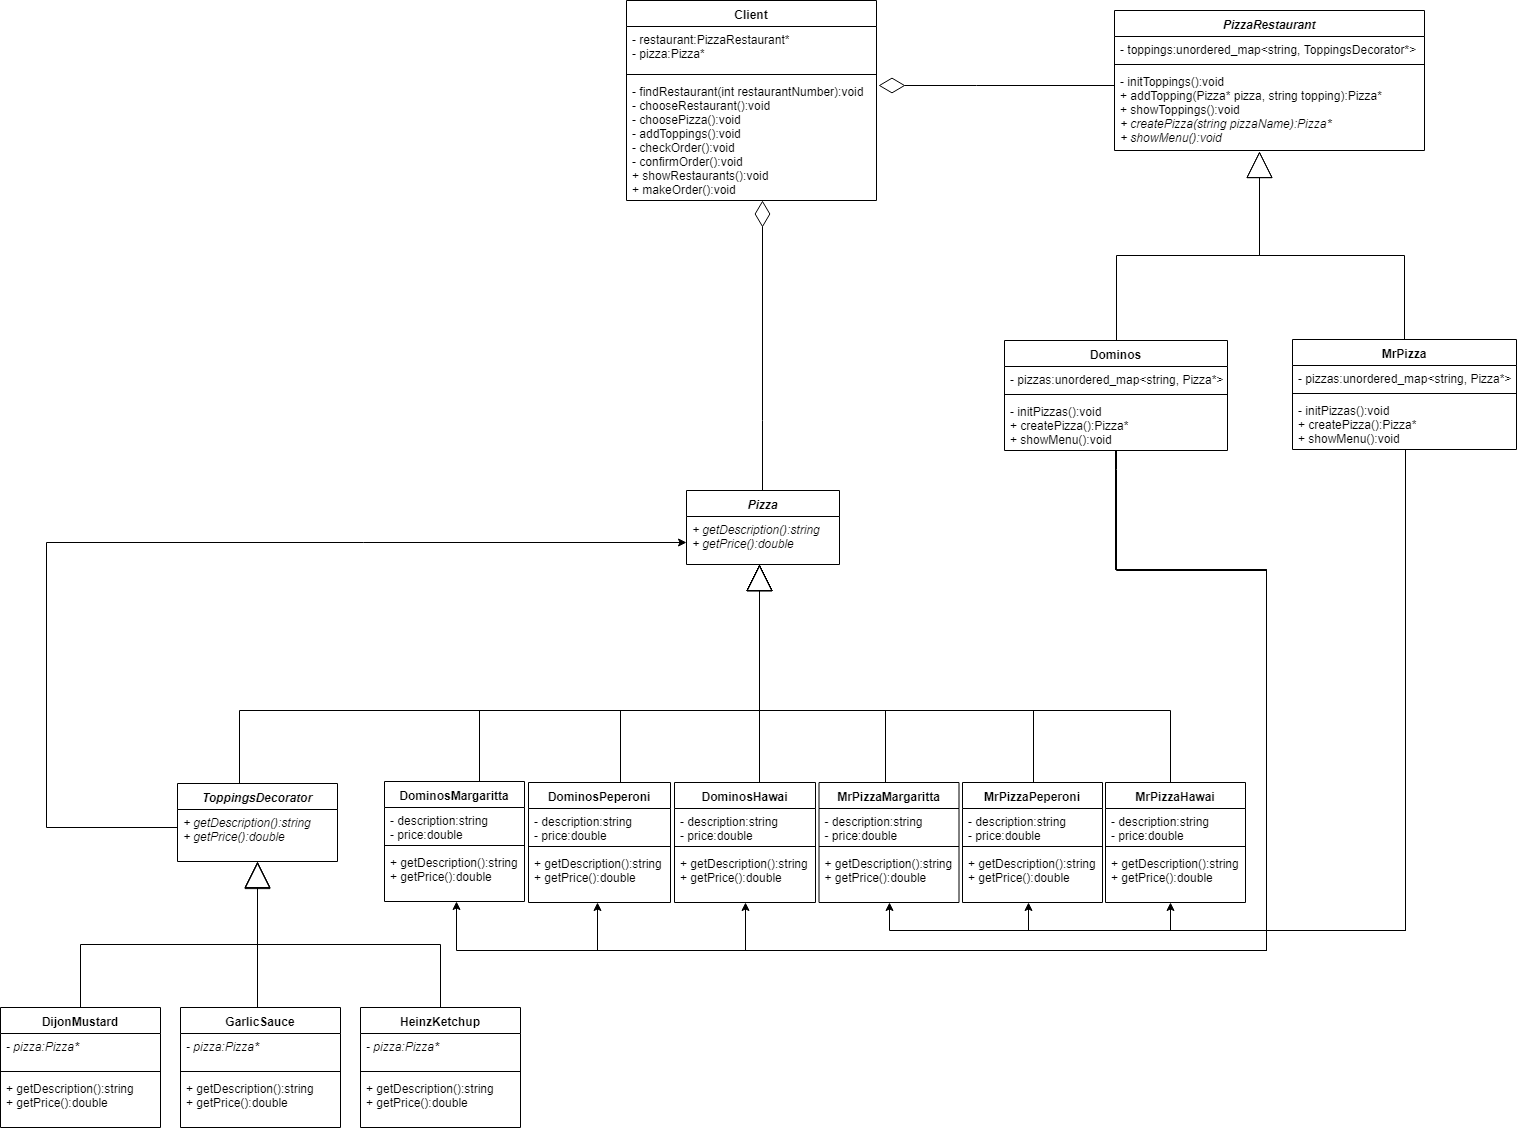 Client
- restaurant:PizzaRestaurant*
- pizza:Pizza*
- findRestaurant(int restaurantNumber):void
- chooseRestaurant():void
- choosePizza():void
- addToppings():void
- checkOrder():void
- confirmOrder():void
+ showRestaurants():void
+ makeOrder():void
PizzaRestaurant
- toppings:unordered_map<string, ToppingsDecorator*>
- initToppings():void
+ addTopping(Pizza* pizza, string topping):Pizza*
+ showToppings():void
+ createPizza(string pizzaName):Pizza*
+ showMenu():void
Dominos
- pizzas:unordered_map<string, Pizza*>
- initPizzas():void
+ createPizza():Pizza*
+ showMenu():void
MrPizza
- pizzas:unordered_map<string, Pizza*>
- initPizzas():void
+ createPizza():Pizza*
+ showMenu():void
Pizza
+ getDescription():string
+ getPrice():double
ToppingsDecorator
+ getDescription():string
+ getPrice():double
DominosMargaritta
- description:string
- price:double
+ getDescription():string
+ getPrice():double
DominosPeperoni
- description:string
- price:double
+ getDescription():string
+ getPrice():double
DominosHawai
- description:string
- price:double
+ getDescription():string
+ getPrice():double
MrPizzaMargaritta
- description:string
- price:double
+ getDescription():string
+ getPrice():double
MrPizzaPeperoni
- description:string
- price:double
+ getDescription():string
+ getPrice():double
MrPizzaHawai
- description:string
- price:double
+ getDescription():string
+ getPrice():double
DijonMustard
- pizza:Pizza*
+ getDescription():string
+ getPrice():double
GarlicSauce
- pizza:Pizza*
+ getDescription():string
+ getPrice():double
HeinzKetchup
- pizza:Pizza*
+ getDescription():string
+ getPrice():double